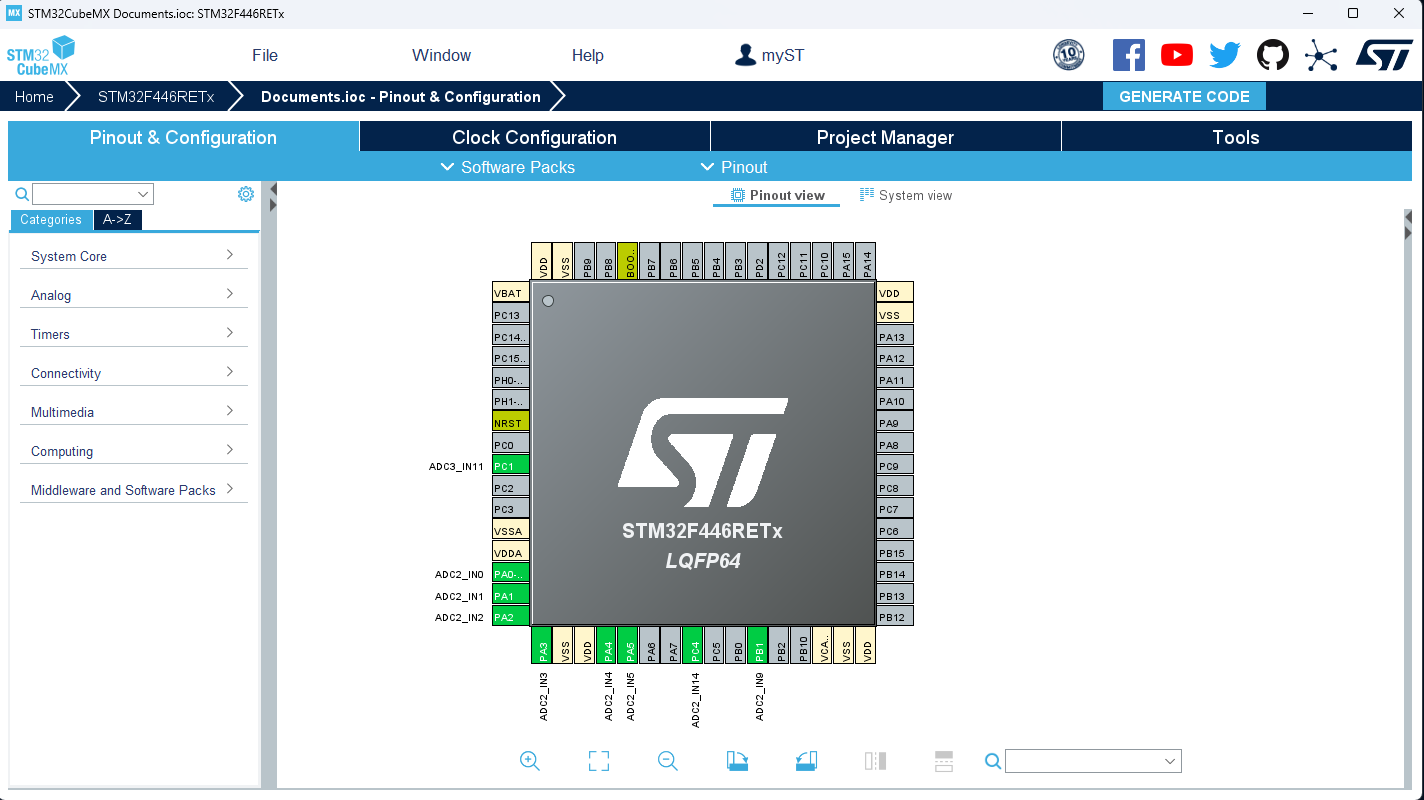 MX STM32CubeMX Documents.ioc: STM32F446RETx
STM32
CubeMX
File
Window
Help
myST
10
Home
STM32F446RETx
Documents.ioc - Pinout & Configuration
GENERATE CODE
Pinout & Configuration
Clock Configuration
Project Manager
Tools
Software Packs
Pinout
Categories
A->Z
System Core
Analog
Timers
Connectivity
Multimedia
Computing
Middleware and Software Packs
Pinout view
System view
VDD
VSS
PB9
PB8
BOO..
PB7
PB6
PB5
PB4
PB3
PD2
PC12
PC11
PC10
PA15
PA14
VBAT
PC13
PC14..
PC15..
PH0-..
PH1-..
NRST
PC0
ADC3_IN11
PC1
PC2
PC3
VSSA
VDDA
ADC2_IN0
PA0-..
ADC2_IN1
PA1
ADC2_IN2
PA2
ST
STM32F446RETx
LQFP64
VDD
VSS
PA13
PA12
PA11
PA10
PA9
PA8
PC9
PC8
PC7
PC6
PB15
PB14
PB13
PB12
PA3
VSS
VDD
PA4
PA5
PA6
PA7
PC4
PC5
PB0
PB1
PB2
PB10
VCA..
VSS
VDD
ADC2_IN3
ADC2_IN4
ADC2_IN5
ADC2_IN14
ADC2_IN9